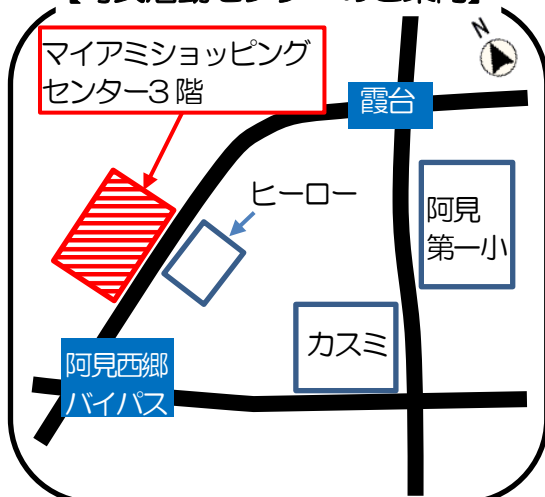 マイアミショッピング
センター3階
N
霞台
ヒーロー
阿見
第一小
カスミ
阿見西郷
バイパス